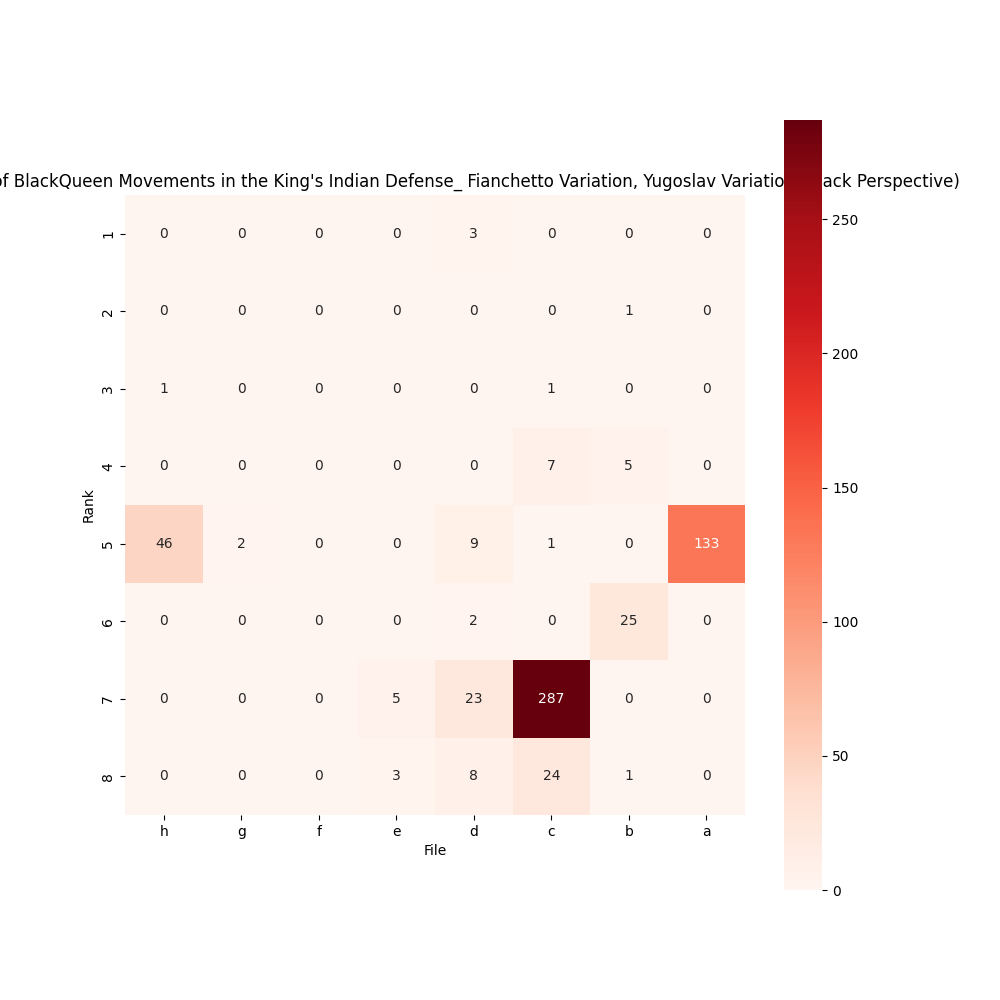 of BlackQueen Movements in the King's Indian Defense_ Fianchetto Variation, Yugoslav Variatio ack Perspective)
Rank
1 0 0 0 0 3 0 0 0
2 0 0 0 0 0 0 1 0
3 1 0 0 0 0 1 0 0
4 0 0 0 0 0 7 5 0
5 46 2 0 0 9 1 0 133
6 0 0 0 0 2 0 25 0
7 0 0 0 5 23 287 0 0
8 0 0 0 3 8 24 1 0
h g f e d c b a
File
250
200
150
100
50
0